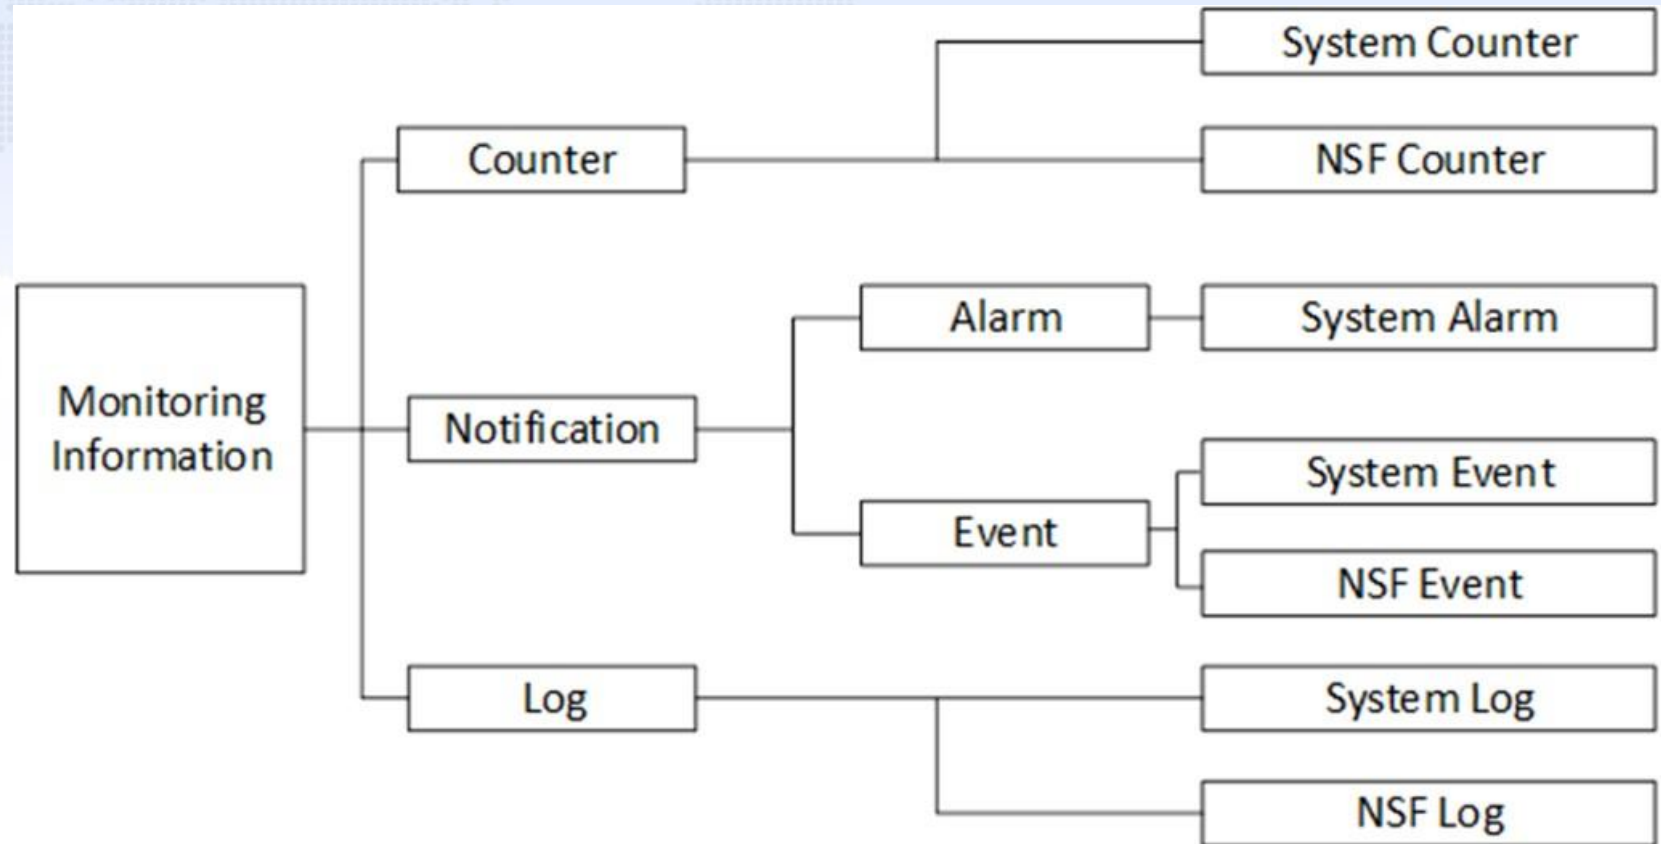 System Counter
Counter
NSF Counter
Alarm
System Alarm
Monitoring
Information
Notification
System Event
Event
NSF Event
Log
System Log
NSF Log